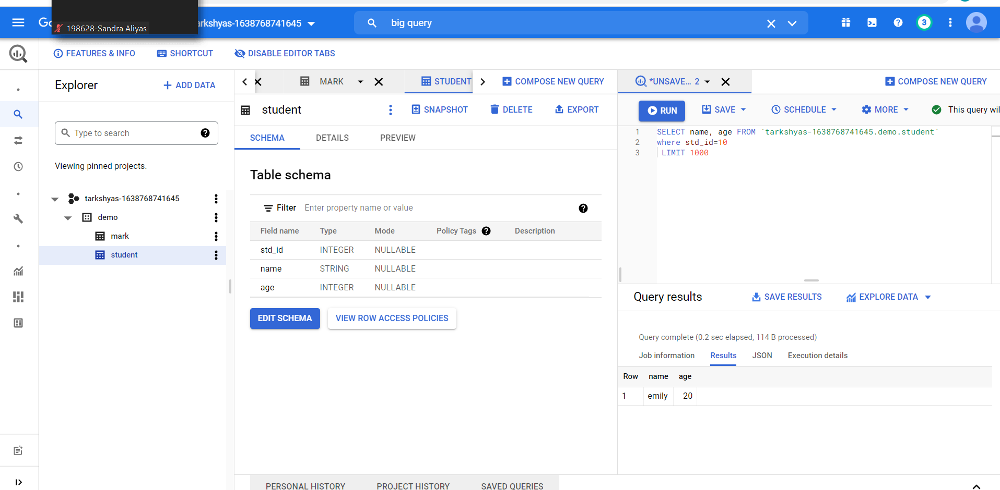 198628-Sandra Aliyas
Go
arkshyas-1638768741645
big query
3
FEATURES & INFO
SHORTCUT
DISABLE EDITOR TABS
Explorer
ADD DATA
Type to search
Viewing pinned projects.
tarkshyas-1638768741645
demo
mark
student
MARK
STUDENT
COMPOSE NEW QUERY
student
SNAPSHOT
DELETE
EXPORT
SCHEMA DETAILS PREVIEW
Table schema
Filter Enter property name or value
Field name Type Mode Policy Tags Description
std_id INTEGER NULLABLE
name STRING NULLABLE
age INTEGER NULLABLE
EDIT SCHEMA VIEW ROW ACCESS POLICIES
*UNSAVE... 2
COMPOSE NEW QUERY
RUN SAVE SCHEDULE MORE This query wil
1 SELECT name, age FROM `tarkshyas-1638768741645.demo.student`
2 where std_id=10
3 LIMIT 1000
Query results SAVE RESULTS EXPLORE DATA
Query complete (0.2 sec elapsed, 114 B processed)
Job information Results JSON Execution details
Row name age
1 emily 20
PERSONAL HISTORY PROJECT HISTORY SAVED QUERIES